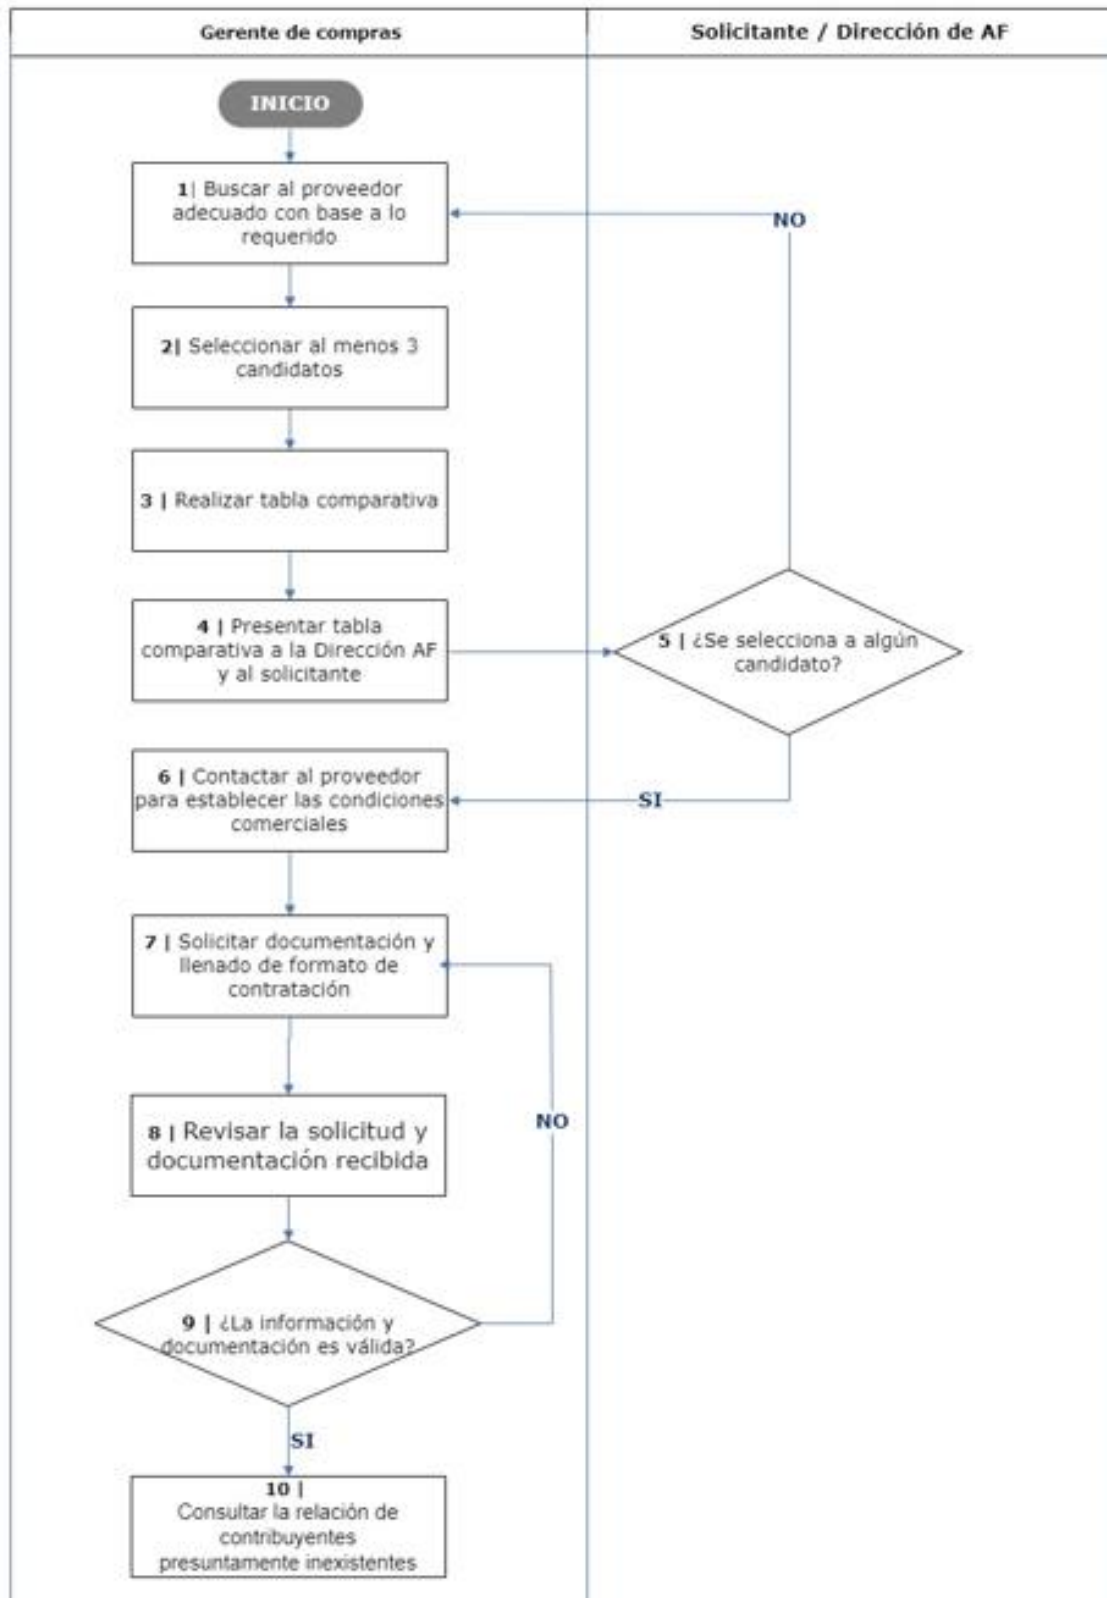 Gerente de compras
Solicitante / Dirección de AF
INICIO
1| Buscar al proveedor
adecuado con base a lo
requerido
NO
2| Seleccionar al menos 3
candidatos
3 | Realizar tabla comparativa
4 | Presentar tabla
comparativa a la Dirección AF
y al solicitante
5 | ¿Se selecciona a algún
candidato?
6 | Contactar al proveedor
para establecer las condiciones
comerciales
SI
7 | Solicitar documentación y
llenado de formato de
contratación
8 | Revisar la solicitud y
documentación recibida
NO
9 | ¿La información y
documentación es válida?
SI
10 |
Consultar la relación de
contribuyentes
presuntamente inexistentes